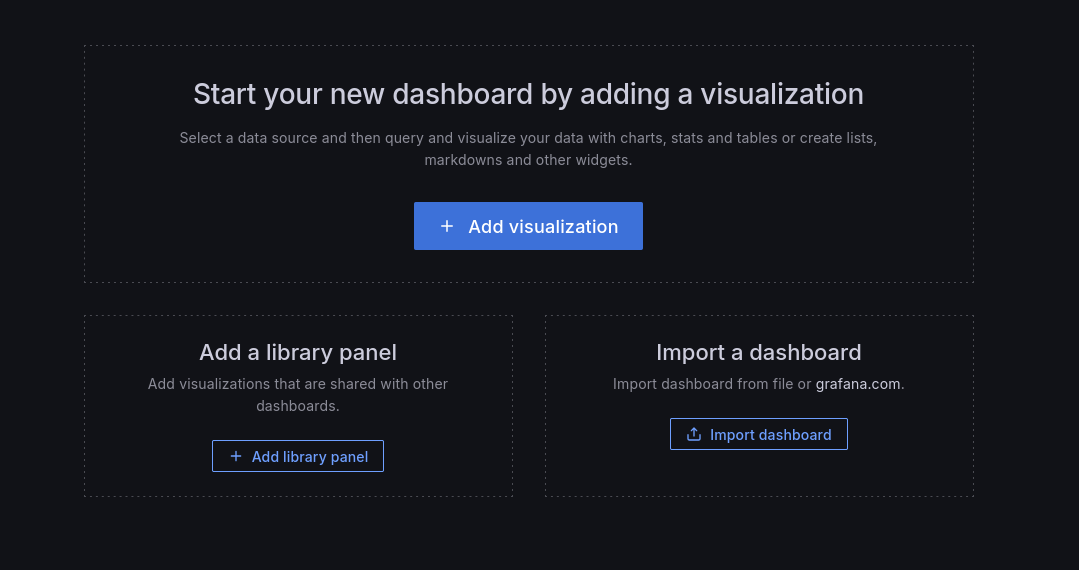 Start your new dashboard by adding a visualization
Select a data source and then query and visualize your data with charts, stats and tables or create lists,
markdowns and other widgets.
Add visualization
Add a library panel
Add visualizations that are shared with other
dashboards.
Add library panel
Import a dashboard
Import dashboard from file or grafana.com.
Import dashboard